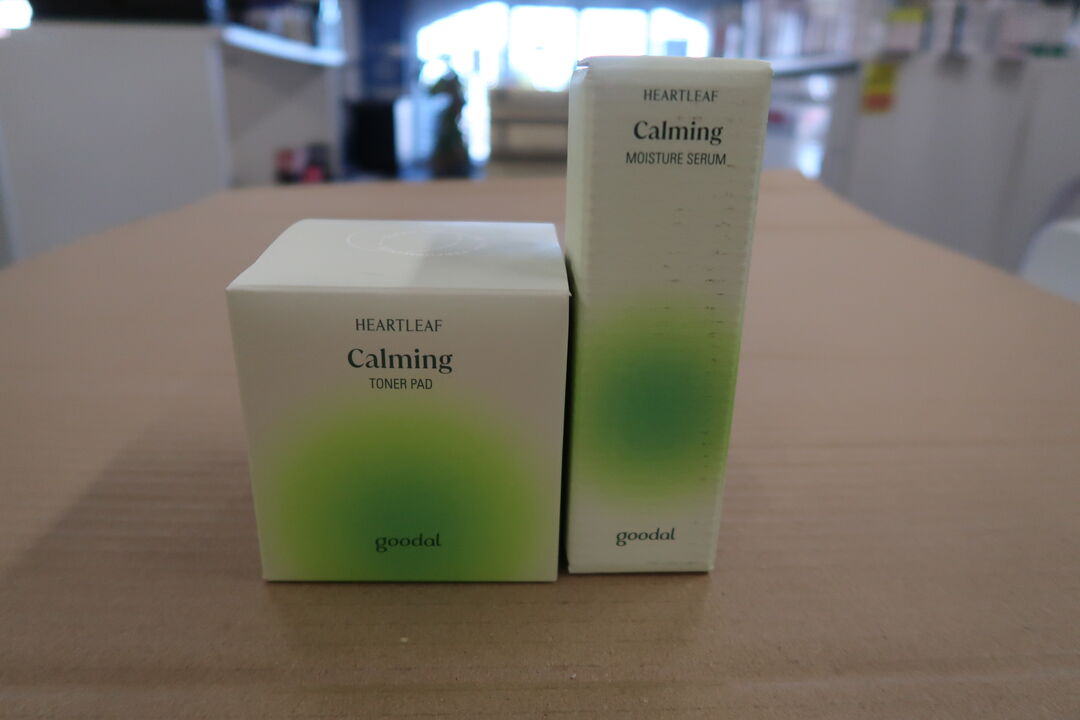 HEARTLEAF
Calming
TONER PAD
goodal
HEARTLEAF
Calming
MOISTURE SERUM
goodal